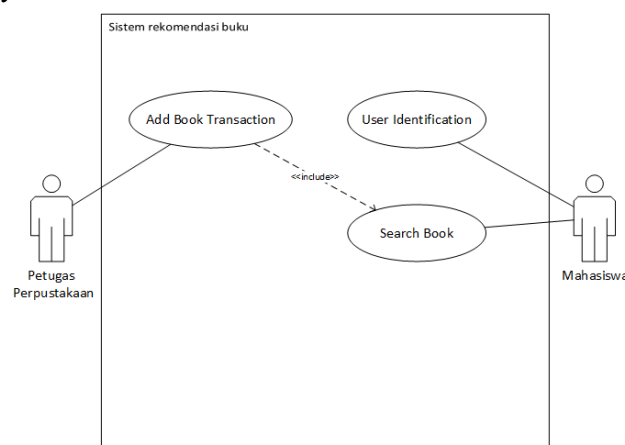 Sistem rekomendasi buku
Add Book Transaction
User Identification
<<include>>
Search Book
Petugas
Perpustakaan
Mahasiswa